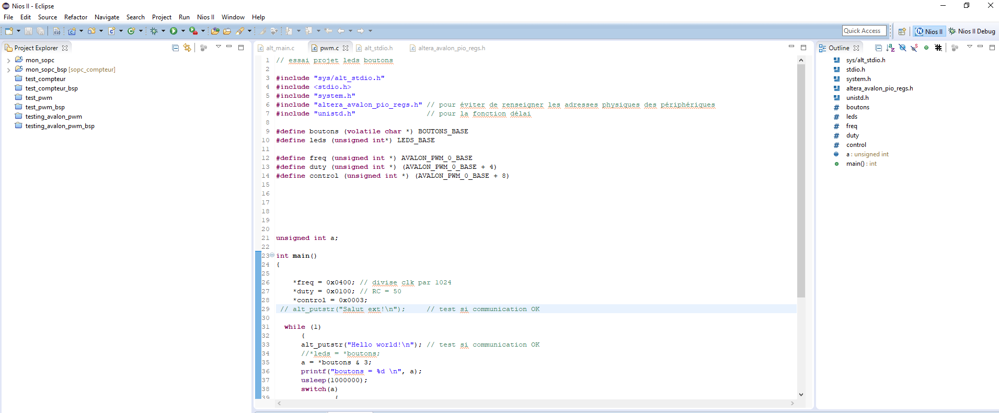 Nios II - Eclipse
File Edit Source Refactor Navigate Search Project Run Nios II Window Help
Quick Access
Nios II
Nios II Debug
Project Explorer
mon_sopc
mon_sopc_bsp [sopc_compteur]
test_compteur
test_compteur_bsp
test_pwm
test_pwm_bsp
testing_avalon_pwm
testing_avalon_pwm_bsp
alt_main.c
pwm.c
alt_stdio.h
altera_avalon_pio_regs.h
1 // essai projet leds boutons
2
3 #include "sys/alt_stdio.h"
4 #include <stdio.h>
5 #include "system.h"
6 #include "altera_avalon_pio_regs.h" // pour éviter de renseigner les adresses physiques des périphériques
7 #include "unistd.h" // pour la fonction délai
8
9 #define boutons (volatile char *) BOUTONS_BASE
10 #define leds (unsigned int*) LEDS_BASE
11
12 #define freq (unsigned int *) AVALON_PWM_0_BASE
13 #define duty (unsigned int *) (AVALON_PWM_0_BASE + 4)
14 #define control (unsigned int *) (AVALON_PWM_0_BASE + 8)
15
16
17
18
19
20
21 unsigned int a;
22
23 int main()
24 {
25
26 *freq = 0x0400; // divise clk par 1024
27 *duty = 0x0100; // RC = 50
28 *control = 0x0003;
29 // alt_putstr("Salut ext!\n"); // test si communication OK
30
31 while (1)
32 {
33 alt_putstr("Hello world!\n"); // test si communication OK
34 //*leds = *boutons;
35 a = *boutons & 3;
36 printf("boutons = %d \n", a);
37 usleep(1000000);
38 switch(a)
39 {
Outline
sys/alt_stdio.h
stdio.h
system.h
altera_avalon_pio_regs.h
unistd.h
boutons
leds
freq
duty
control
a : unsigned int
main() : int